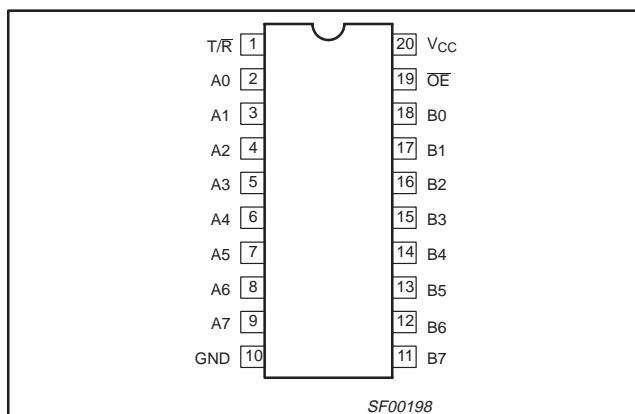 T/R̅ 1 20 VCC
A0 2 19 O̅E̅
A1 3 18 B0
A2 4 17 B1
A3 5 16 B2
A4 6 15 B3
A5 7 14 B4
A6 8 13 B5
A7 9 12 B6
GND 10 11 B7
SF00198